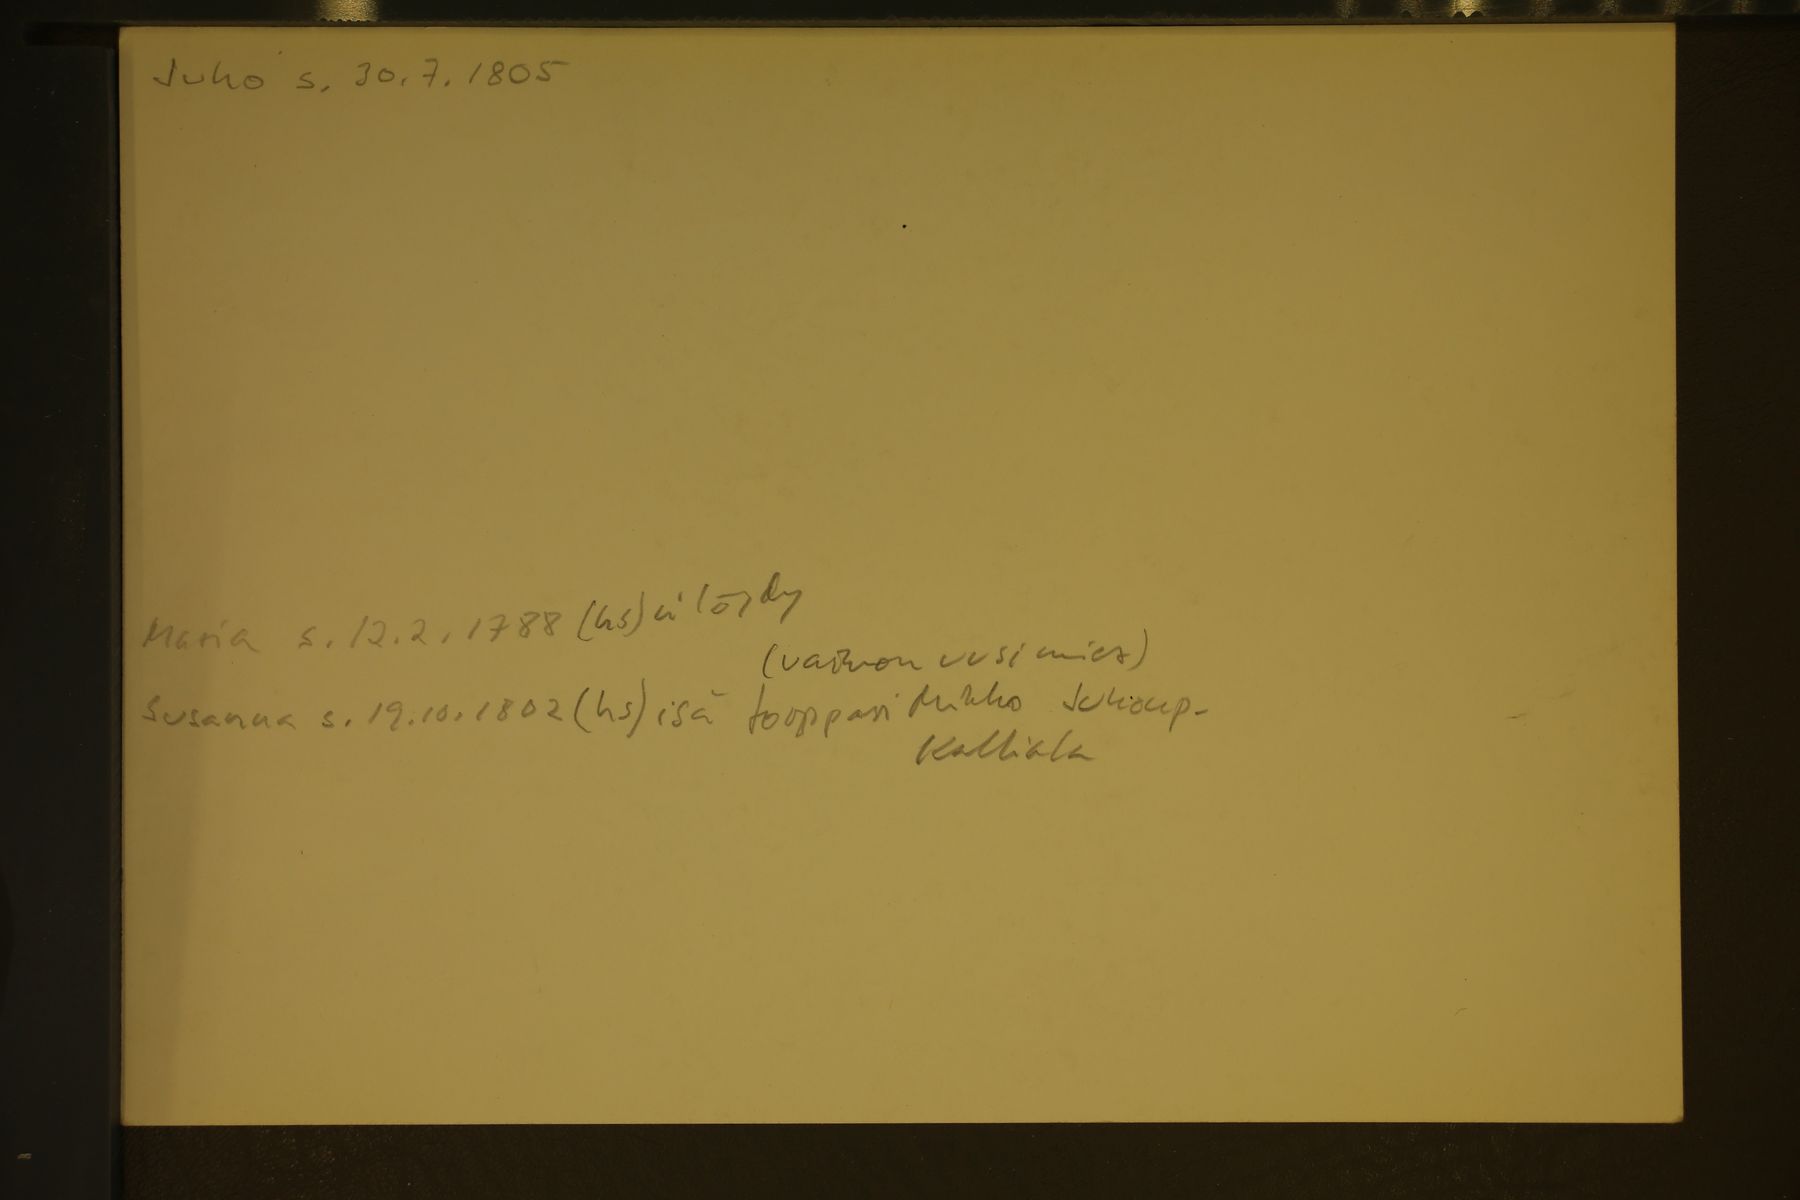 Juho s. 30.7.1805
Maria s. 12.2.1788 (hs) ei löydy
(vaimon uusi mies)
Susanna s. 19.10.1802 (hs) isä torppari Mikko Juhonp.
Kalliala